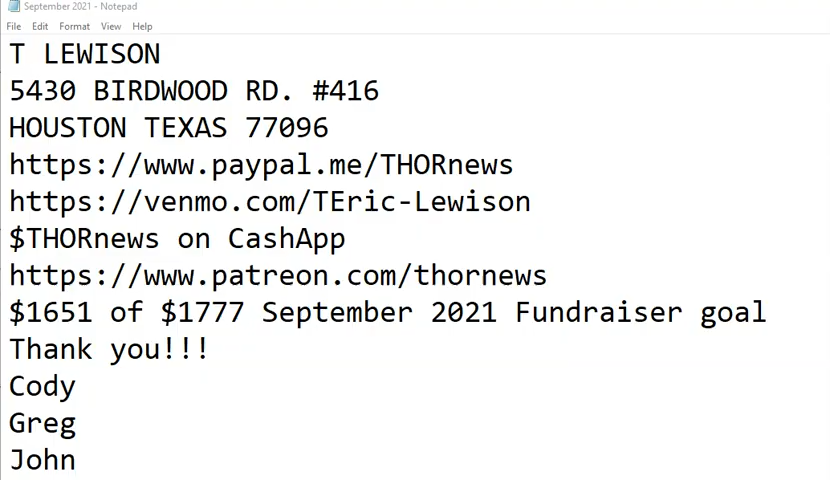 September 2021 - Notepad
File Edit Format View Help
T LEWISON
5430 BIRDWOOD RD. #416
HOUSTON TEXAS 77096
https://www.paypal.me/THORnews
https://venmo.com/TEric-Lewison
$THORnews on CashApp
https://www.patreon.com/thornews
$1651 of $1777 September 2021 Fundraiser goal
Thank you!!!
Cody
Greg
John